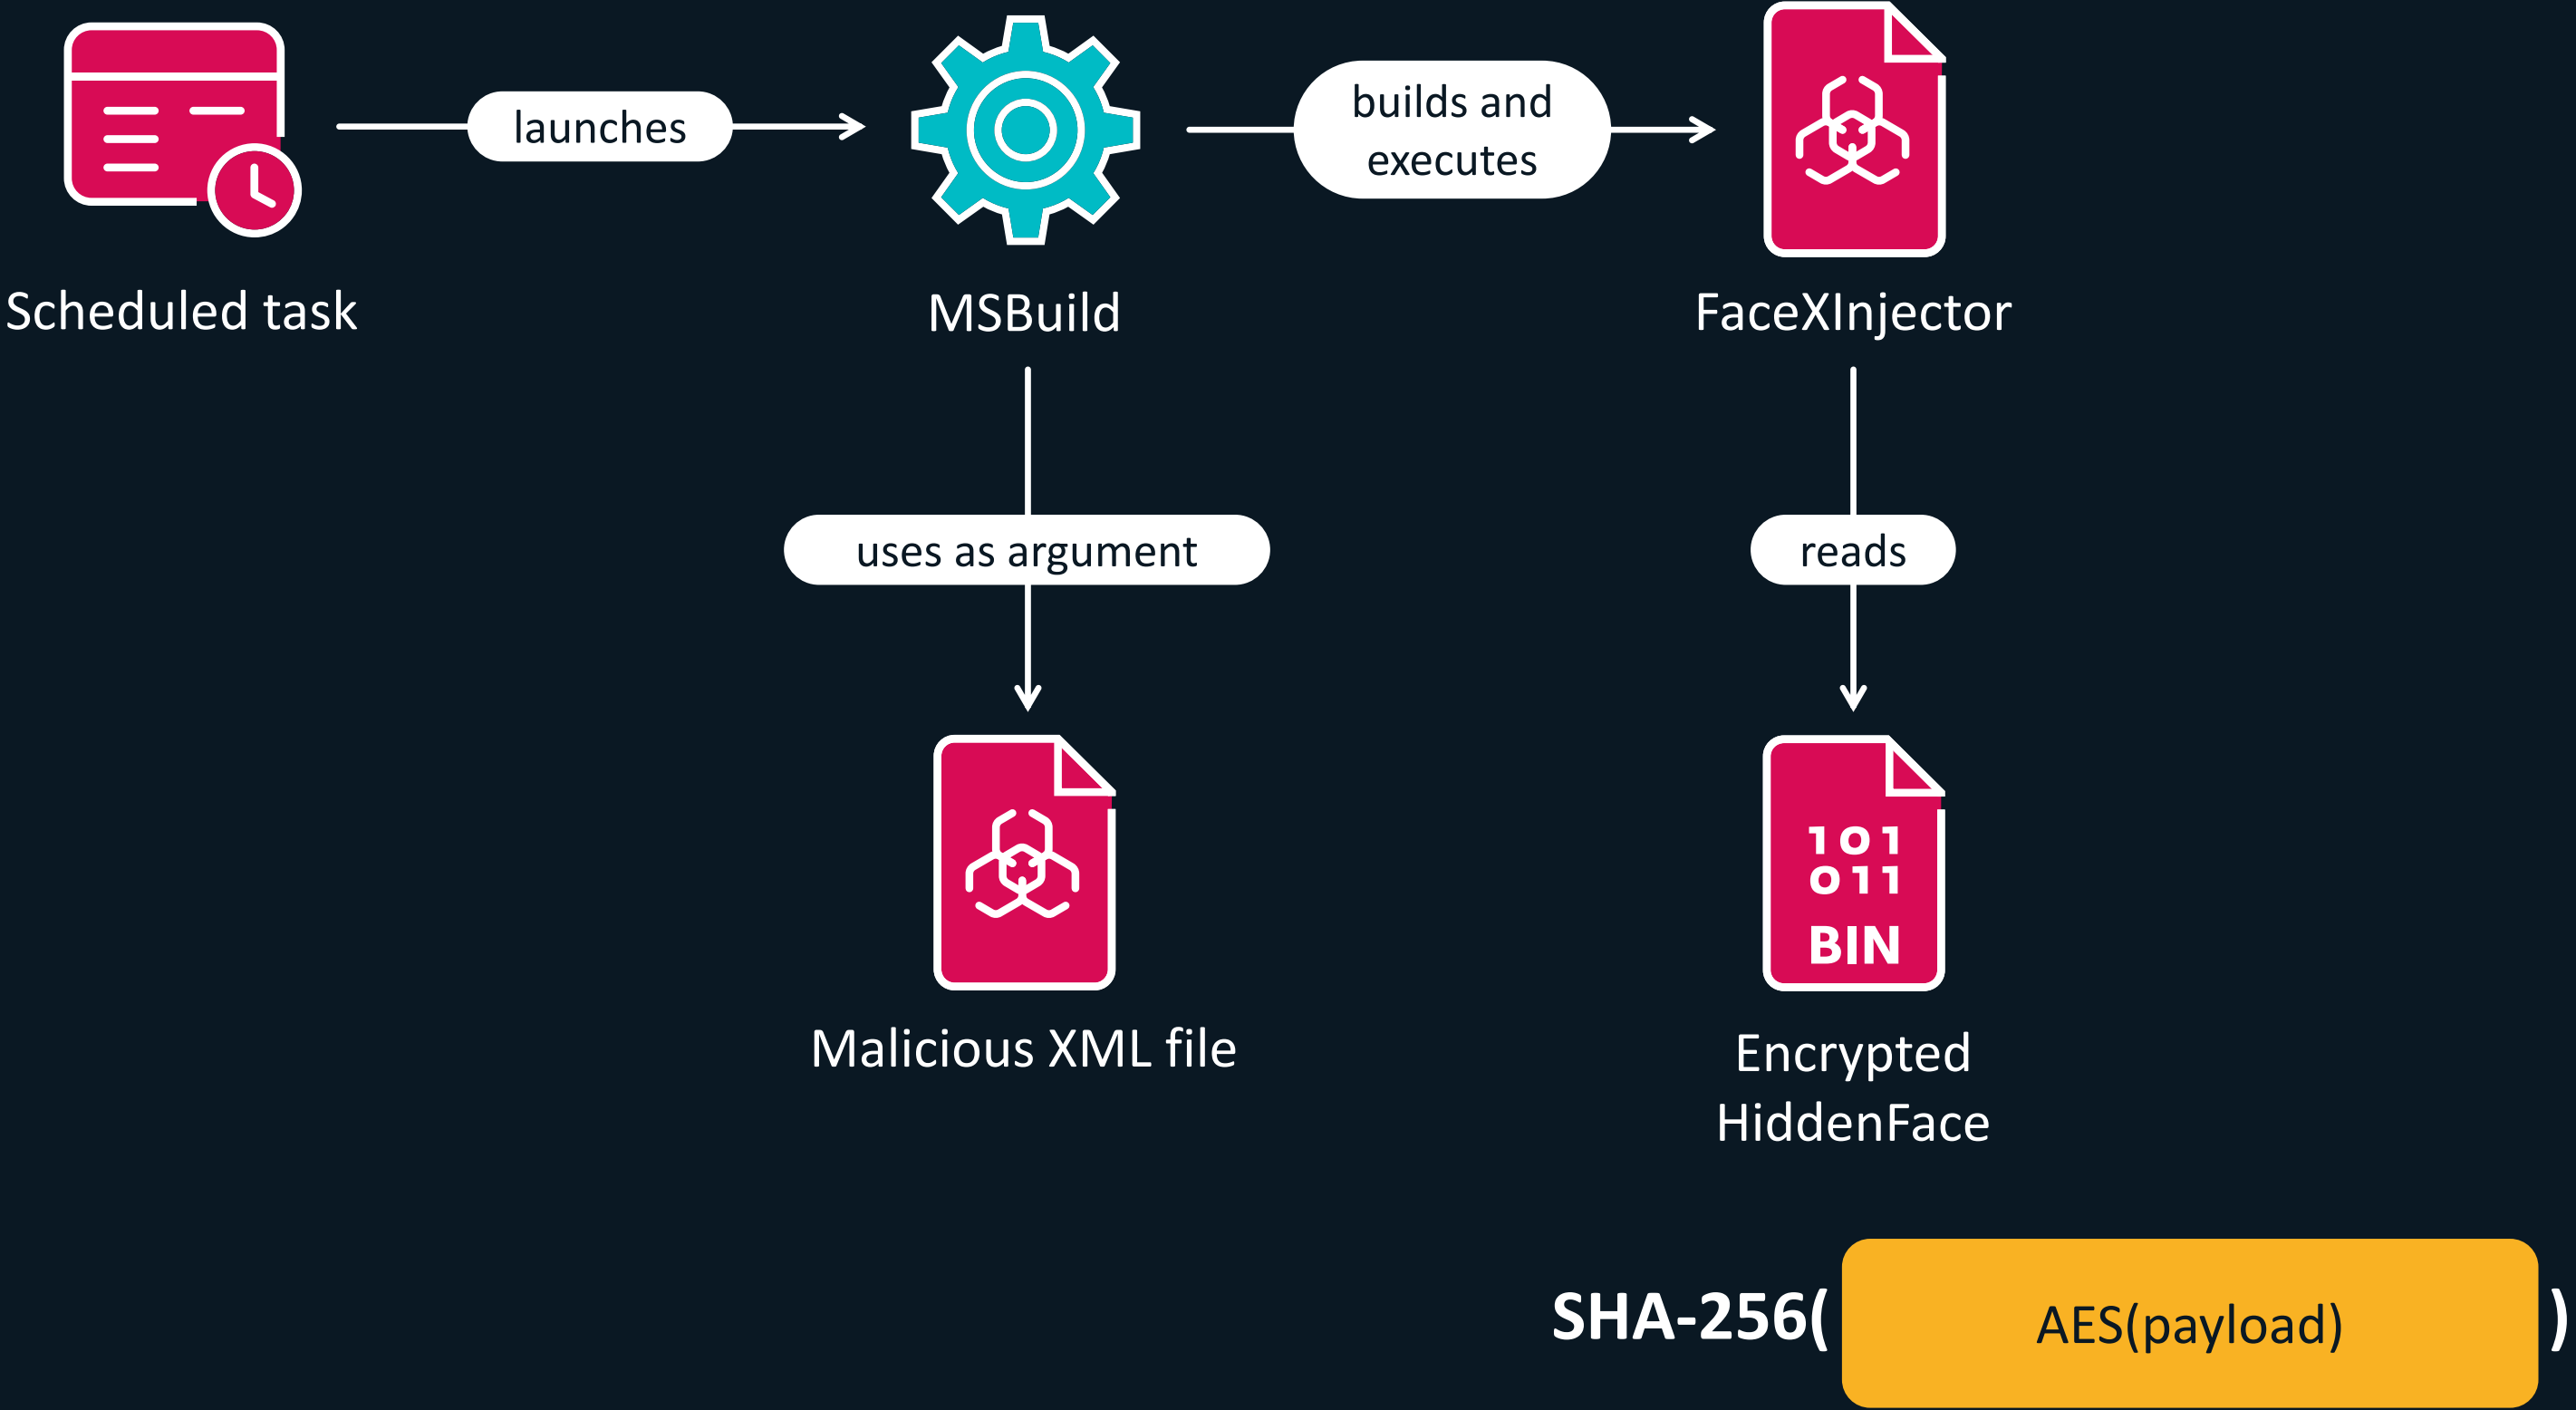 launches
builds and
executes
Scheduled task
MSBuild
FaceXInjector
uses as argument
reads
101
011
BIN
Malicious XML file
Encrypted
HiddenFace
SHA-256( AES(payload) )